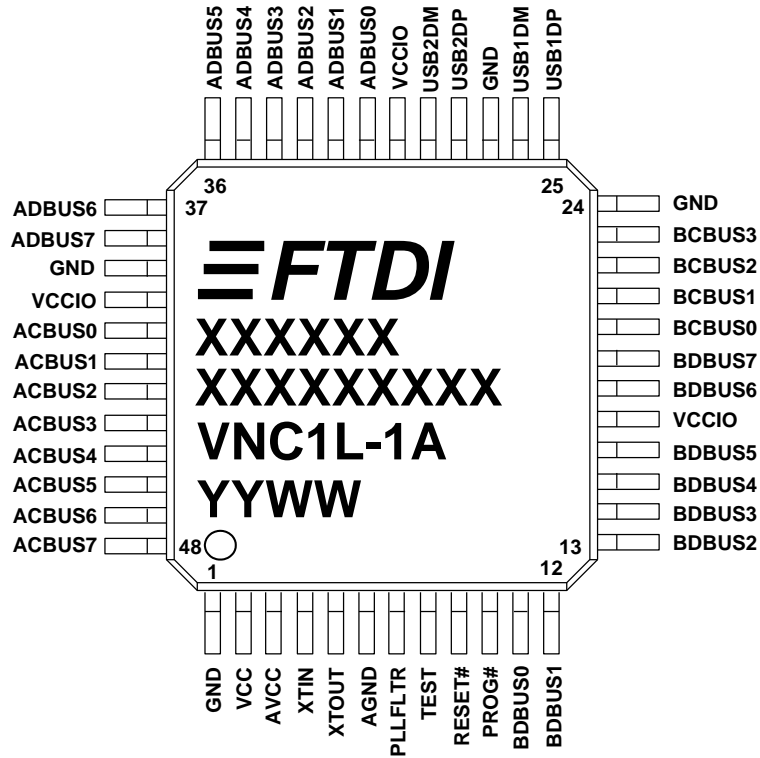 ADBUS5
ADBUS4
ADBUS3
ADBUS2
ADBUS1
ADBUS0
VCCIO
USB2DM
USB2DP
GND
USB1DM
USB1DP
36
25
37
24
ADBUS6
ADBUS7
GND
VCCIO
ACBUS0
ACBUS1
ACBUS2
ACBUS3
ACBUS4
ACBUS5
ACBUS6
ACBUS7
FTDI
XXXXXX
XXXXXXXXX
VNC1L-1A
YYWW
GND
BCBUS3
BCBUS2
BCBUS1
BCBUS0
BDBUS7
BDBUS6
VCCIO
BDBUS5
BDBUS4
BDBUS3
BDBUS2
48
13
1
12
GND
VCC
AVCC
XTIN
XTOUT
AGND
PLLFLTR
TEST
RESET#
PROG#
BDBUS0
BDBUS1